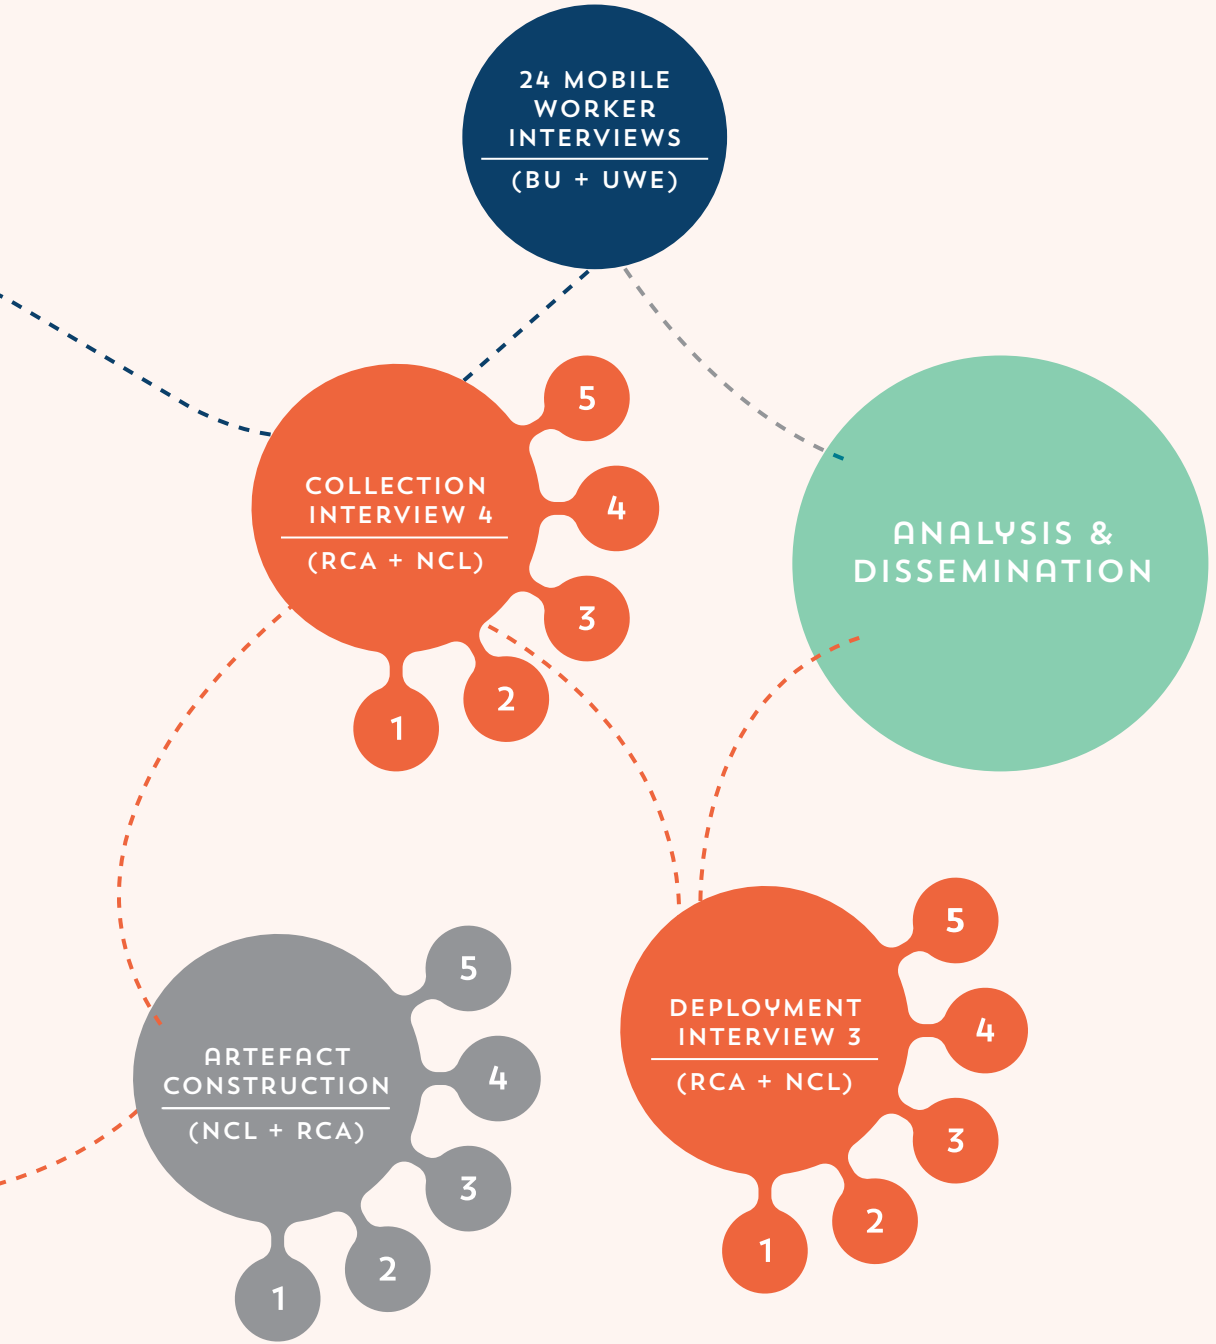 24 MOBILE
WORKER
INTERVIEWS
(BU + UWE)
COLLECTION
INTERVIEW 4
(RCA + NCL)
5
4
3
2
1
ANALYSIS &
DISSEMINATION
ARTEFACT
CONSTRUCTION
(NCL + RCA)
5
4
3
2
1
DEPLOYMENT
INTERVIEW 3
(RCA + NCL)
5
4
3
2
1